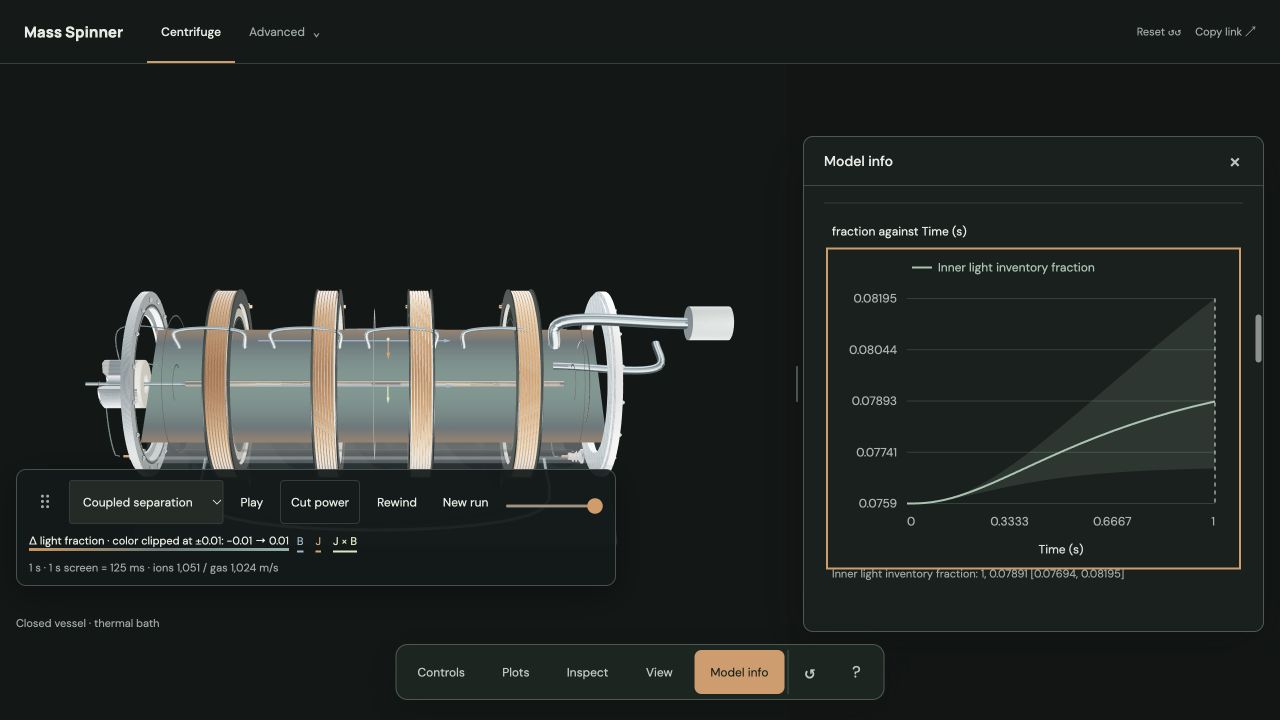 Mass Spinner
Centrifuge
Advanced
Reset ↺↺
Copy link ↗
Model info
×
fraction against Time (s)
Inner light inventory fraction
0.08195
0.08044
0.07893
0.07741
0.0759
0
0.3333
0.6667
1
Time (s)
Inner light inventory fraction: 1, 0.07891 [0.07694, 0.08195]
Coupled separation
Play
Cut power
Rewind
New run
Δ light fraction · color clipped at ±0.01: −0.01 → 0.01 B J J × B
1 s · 1 s screen = 125 ms · ions 1,051 / gas 1,024 m/s
Closed vessel · thermal bath
Controls
Plots
Inspect
View
Model info
↺
?